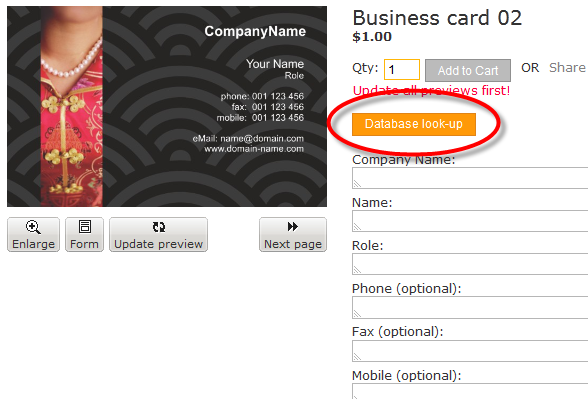 CompanyName
Your Name
Role
phone: 001 123 456
fax: 001 123 456
mobile: 001 123 456
eMail: name@domain.com
www.domain-name.com
Enlarge
Form
Update preview
Next page
Business card 02
$1.00
Qty: 1 Add to Cart OR Share
Update all previews first!
Database look-up
Company Name:
Name:
Role:
Phone (optional):
Fax (optional):
Mobile (optional):